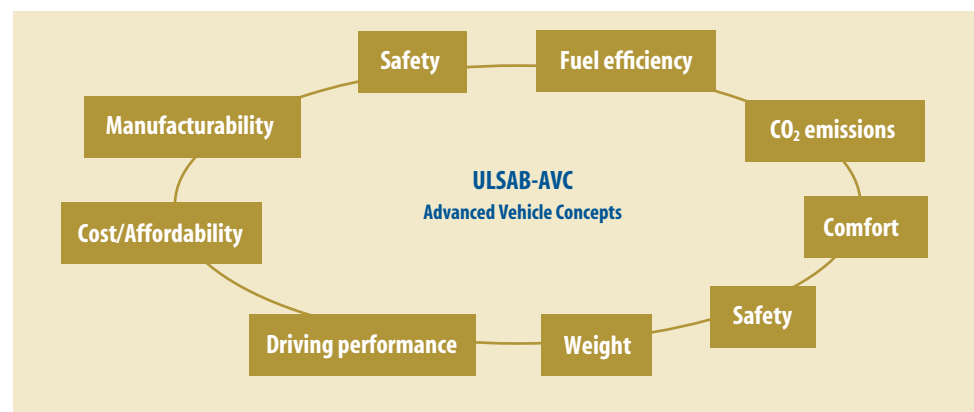 Safety
Fuel efficiency
Manufacturability
CO₂ emissions
ULSAB-AVC
Advanced Vehicle Concepts
Cost/Affordability
Comfort
Safety
Driving performance
Weight